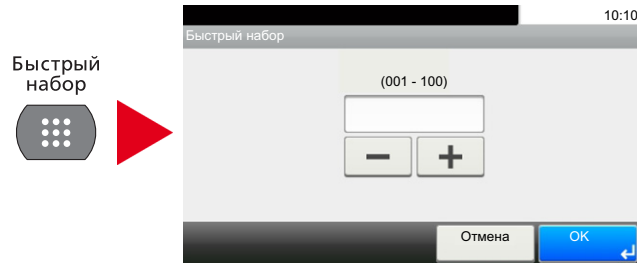 Быстрый
набор
10:10
Быстрый набор
(001 - 100)
Отмена
OK